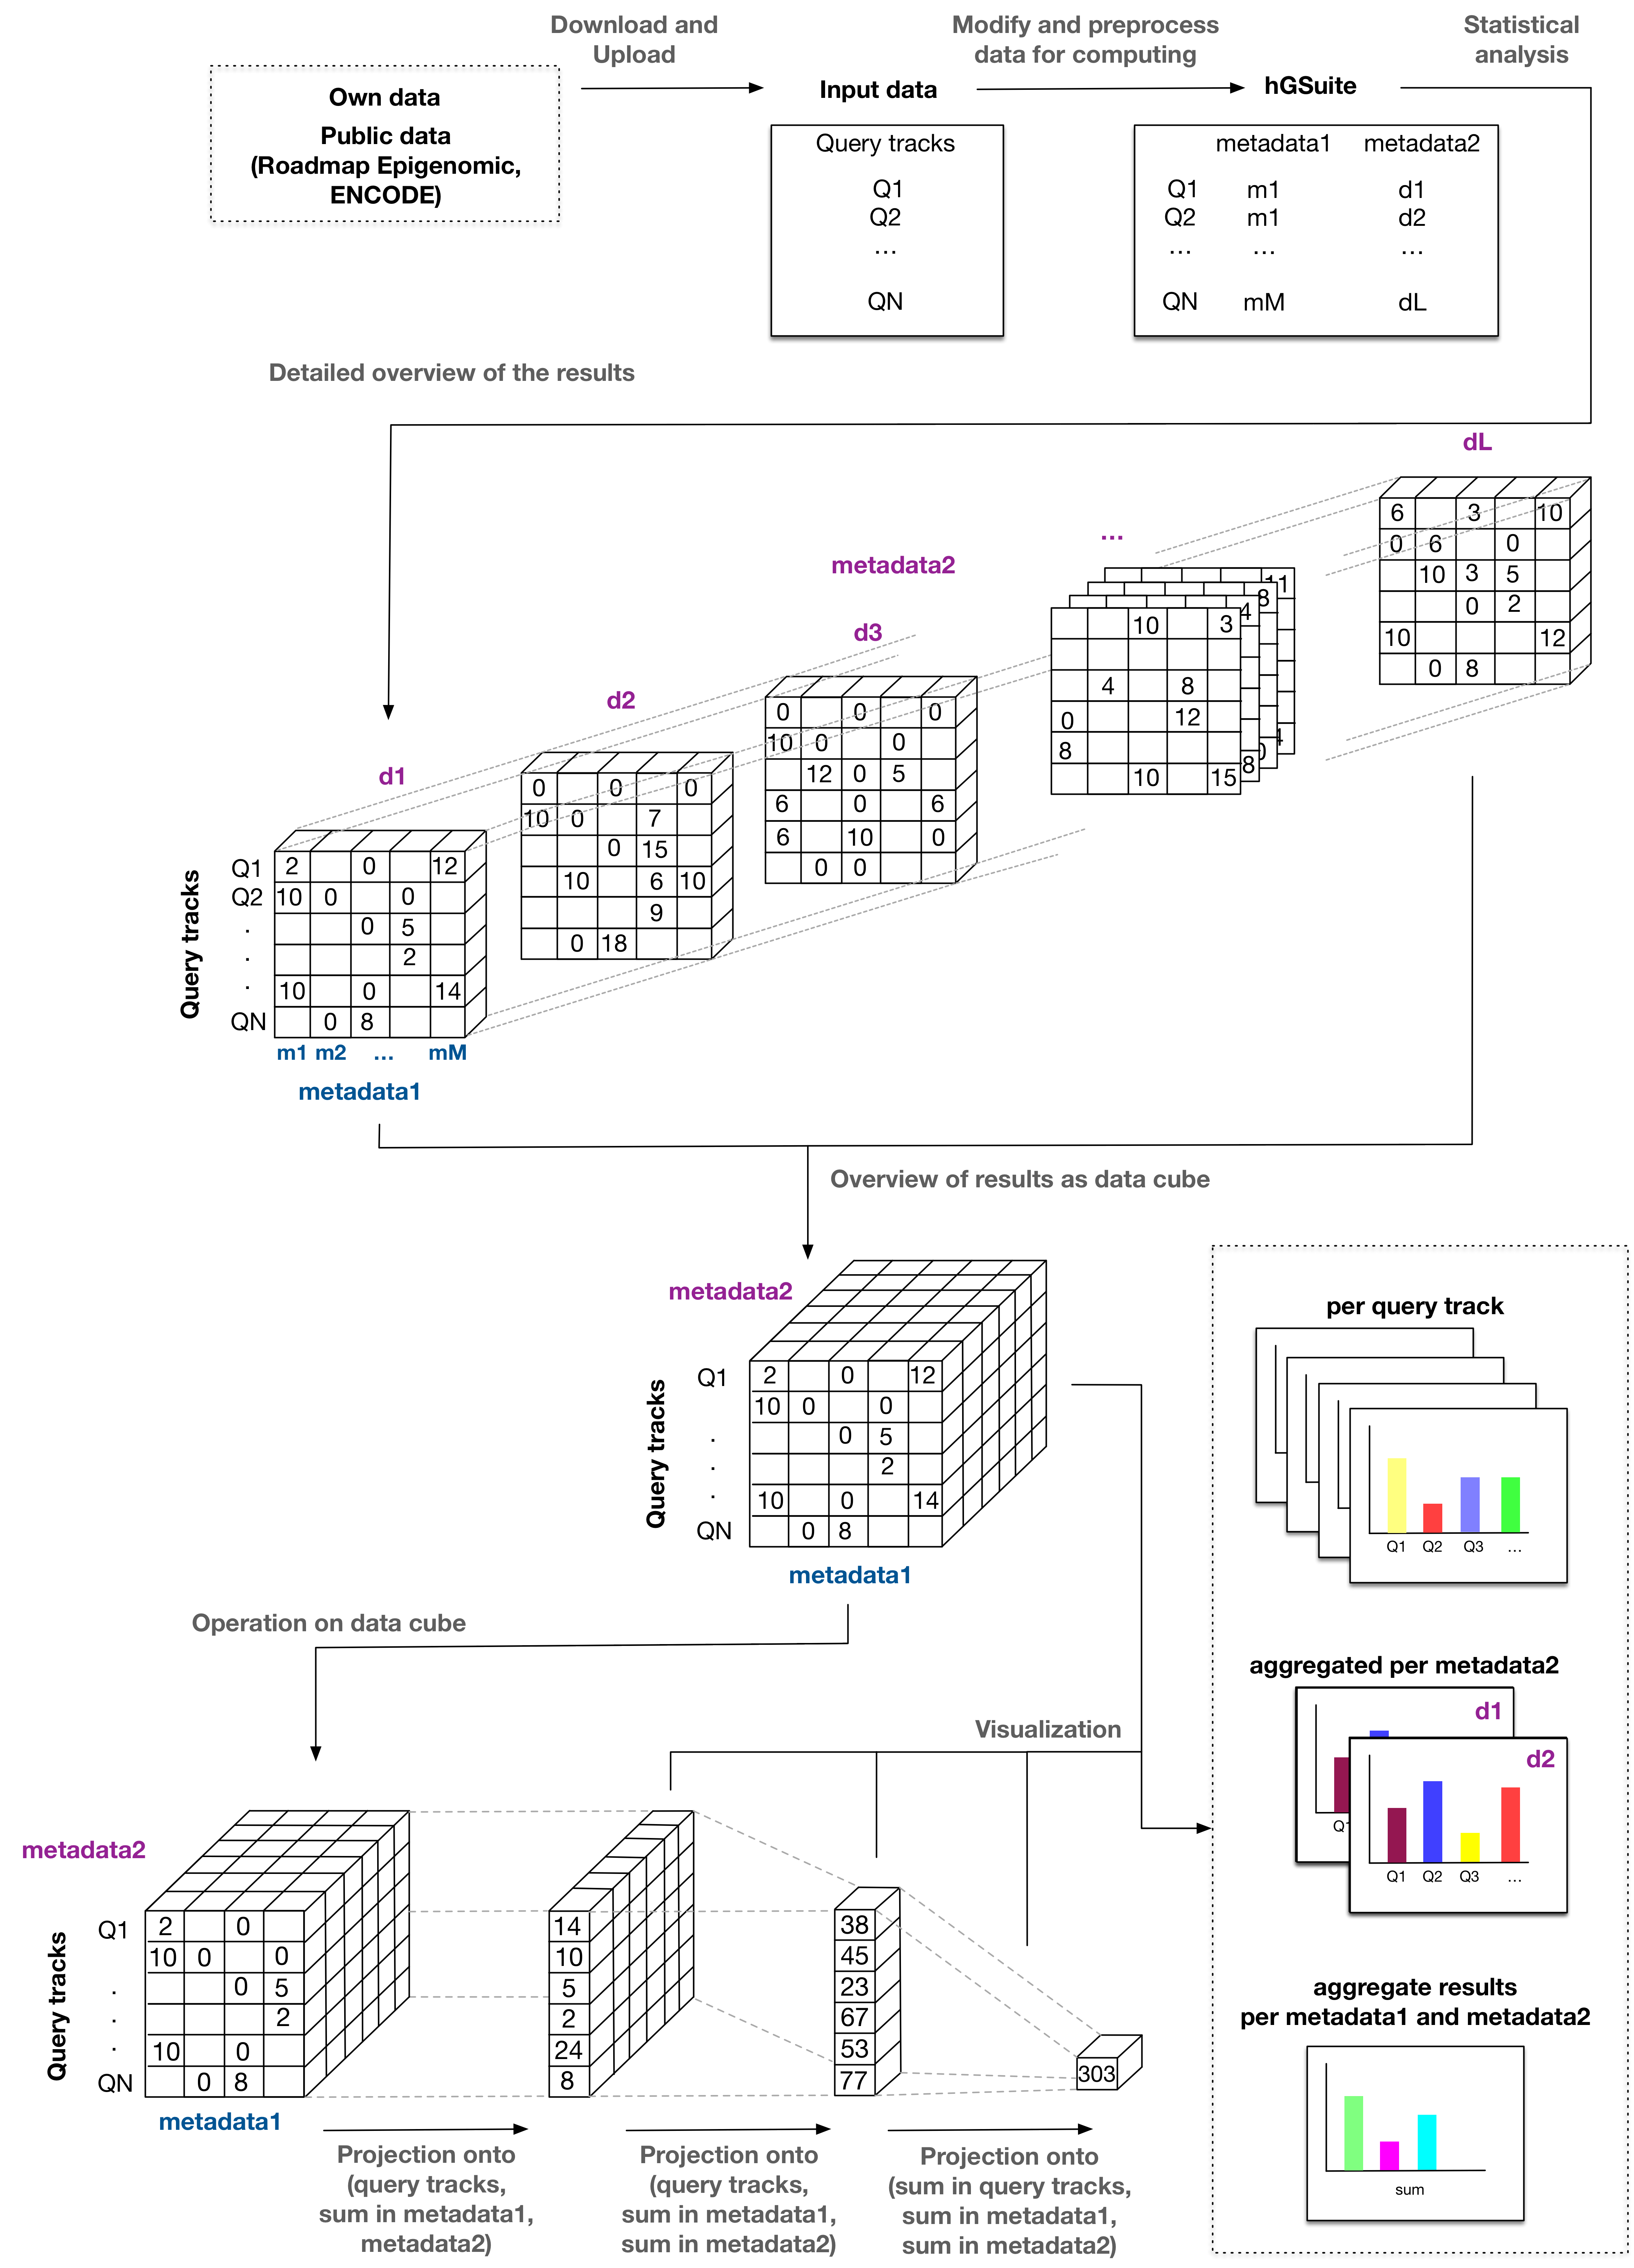 Download and
Upload
Modify and preprocess
data for computing
Statistical
analysis
Own data
Public data
(Roadmap Epigenomic,
ENCODE)
Input data
hGSuite
Query tracks
Q1
Q2
...
QN
metadata1 metadata2
Q1 m1 d1
Q2 m1 d2
... ... ...
QN mM dL
Detailed overview of the results
dL
6 3 10
0 6 0
10 3 5
0 2
10 12
0 8
...
metadata2
11
8
4
10 3
4 8
0 12
8
10 15
8
0
4
d3
0 0 0
10 0 0
12 0 5
6 0 6
6 10 0
0 0
d2
0 0 0
10 0 7
0 15
10 6 10
9
0 18
d1
Query tracks
Q1 2 0 12
Q2 10 0 0
. 0 5
. 2
. 10 0 14
QN 0 8
m1 m2 ... mM
metadata1
Overview of results as data cube
metadata2
Query tracks
Q1 2 0 12
10 0 0
. 0 5
. 2
. 10 0 14
QN 0 8
metadata1
per query track
Q1 Q2 Q3 ...
Operation on data cube
aggregated per metadata2
d1
Q1
d2
Q1 Q2 Q3 ...
Visualization
metadata2
Query tracks
Q1 2 0
10 0 0
. 0 5
. 2
. 10 0
QN 0 8
metadata1
14
10
5
2
24
8
38
45
23
67
53
77
303
aggregate results
per metadata1 and metadata2
sum
Projection onto
(query tracks,
sum in metadata1,
metadata2)
Projection onto
(query tracks,
sum in metadata1,
sum in metadata2)
Projection onto
(sum in query tracks,
sum in metadata1,
sum in metadata2)